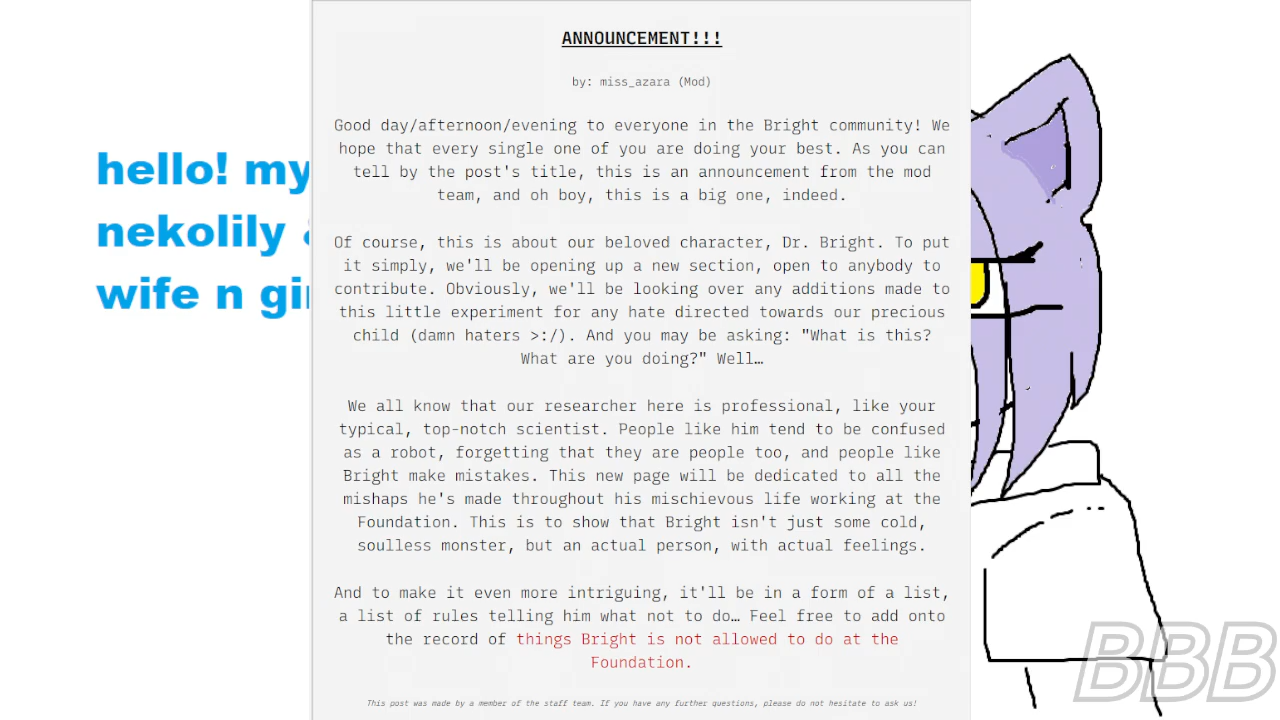 ANNOUNCEMENT!!!
by: miss_azara (Mod)
Good day/afternoon/evening to everyone in the Bright community! We
hope that every single one of you are doing your best. As you can
tell by the post's title, this is an announcement from the mod
team, and oh boy, this is a big one, indeed.
Of course, this is about our beloved character, Dr. Bright. To put
it simply, we'll be opening up a new section, open to anybody to
contribute. Obviously, we'll be looking over any additions made to
this little experiment for any hate directed towards our precious
child (damn haters >:/). And you may be asking: "What is this?
What are you doing?" Well…
We all know that our researcher here is professional, like your
typical, top-notch scientist. People like him tend to be confused
as a robot, forgetting that they are people too, and people like
Bright make mistakes. This new page will be dedicated to all the
mishaps he's made throughout his mischievous life working at the
Foundation. This is to show that Bright isn't just some cold,
soulless monster, but an actual person, with actual feelings.
And to make it even more intriguing, it'll be in a form of a list,
a list of rules telling him what not to do… Feel free to add onto
the record of things Bright is not allowed to do at the
Foundation.
This post was made by a member of the staff team. If you have any further questions, please do not hesitate to ask us!
hello! my
nekolily
wife n
BBB